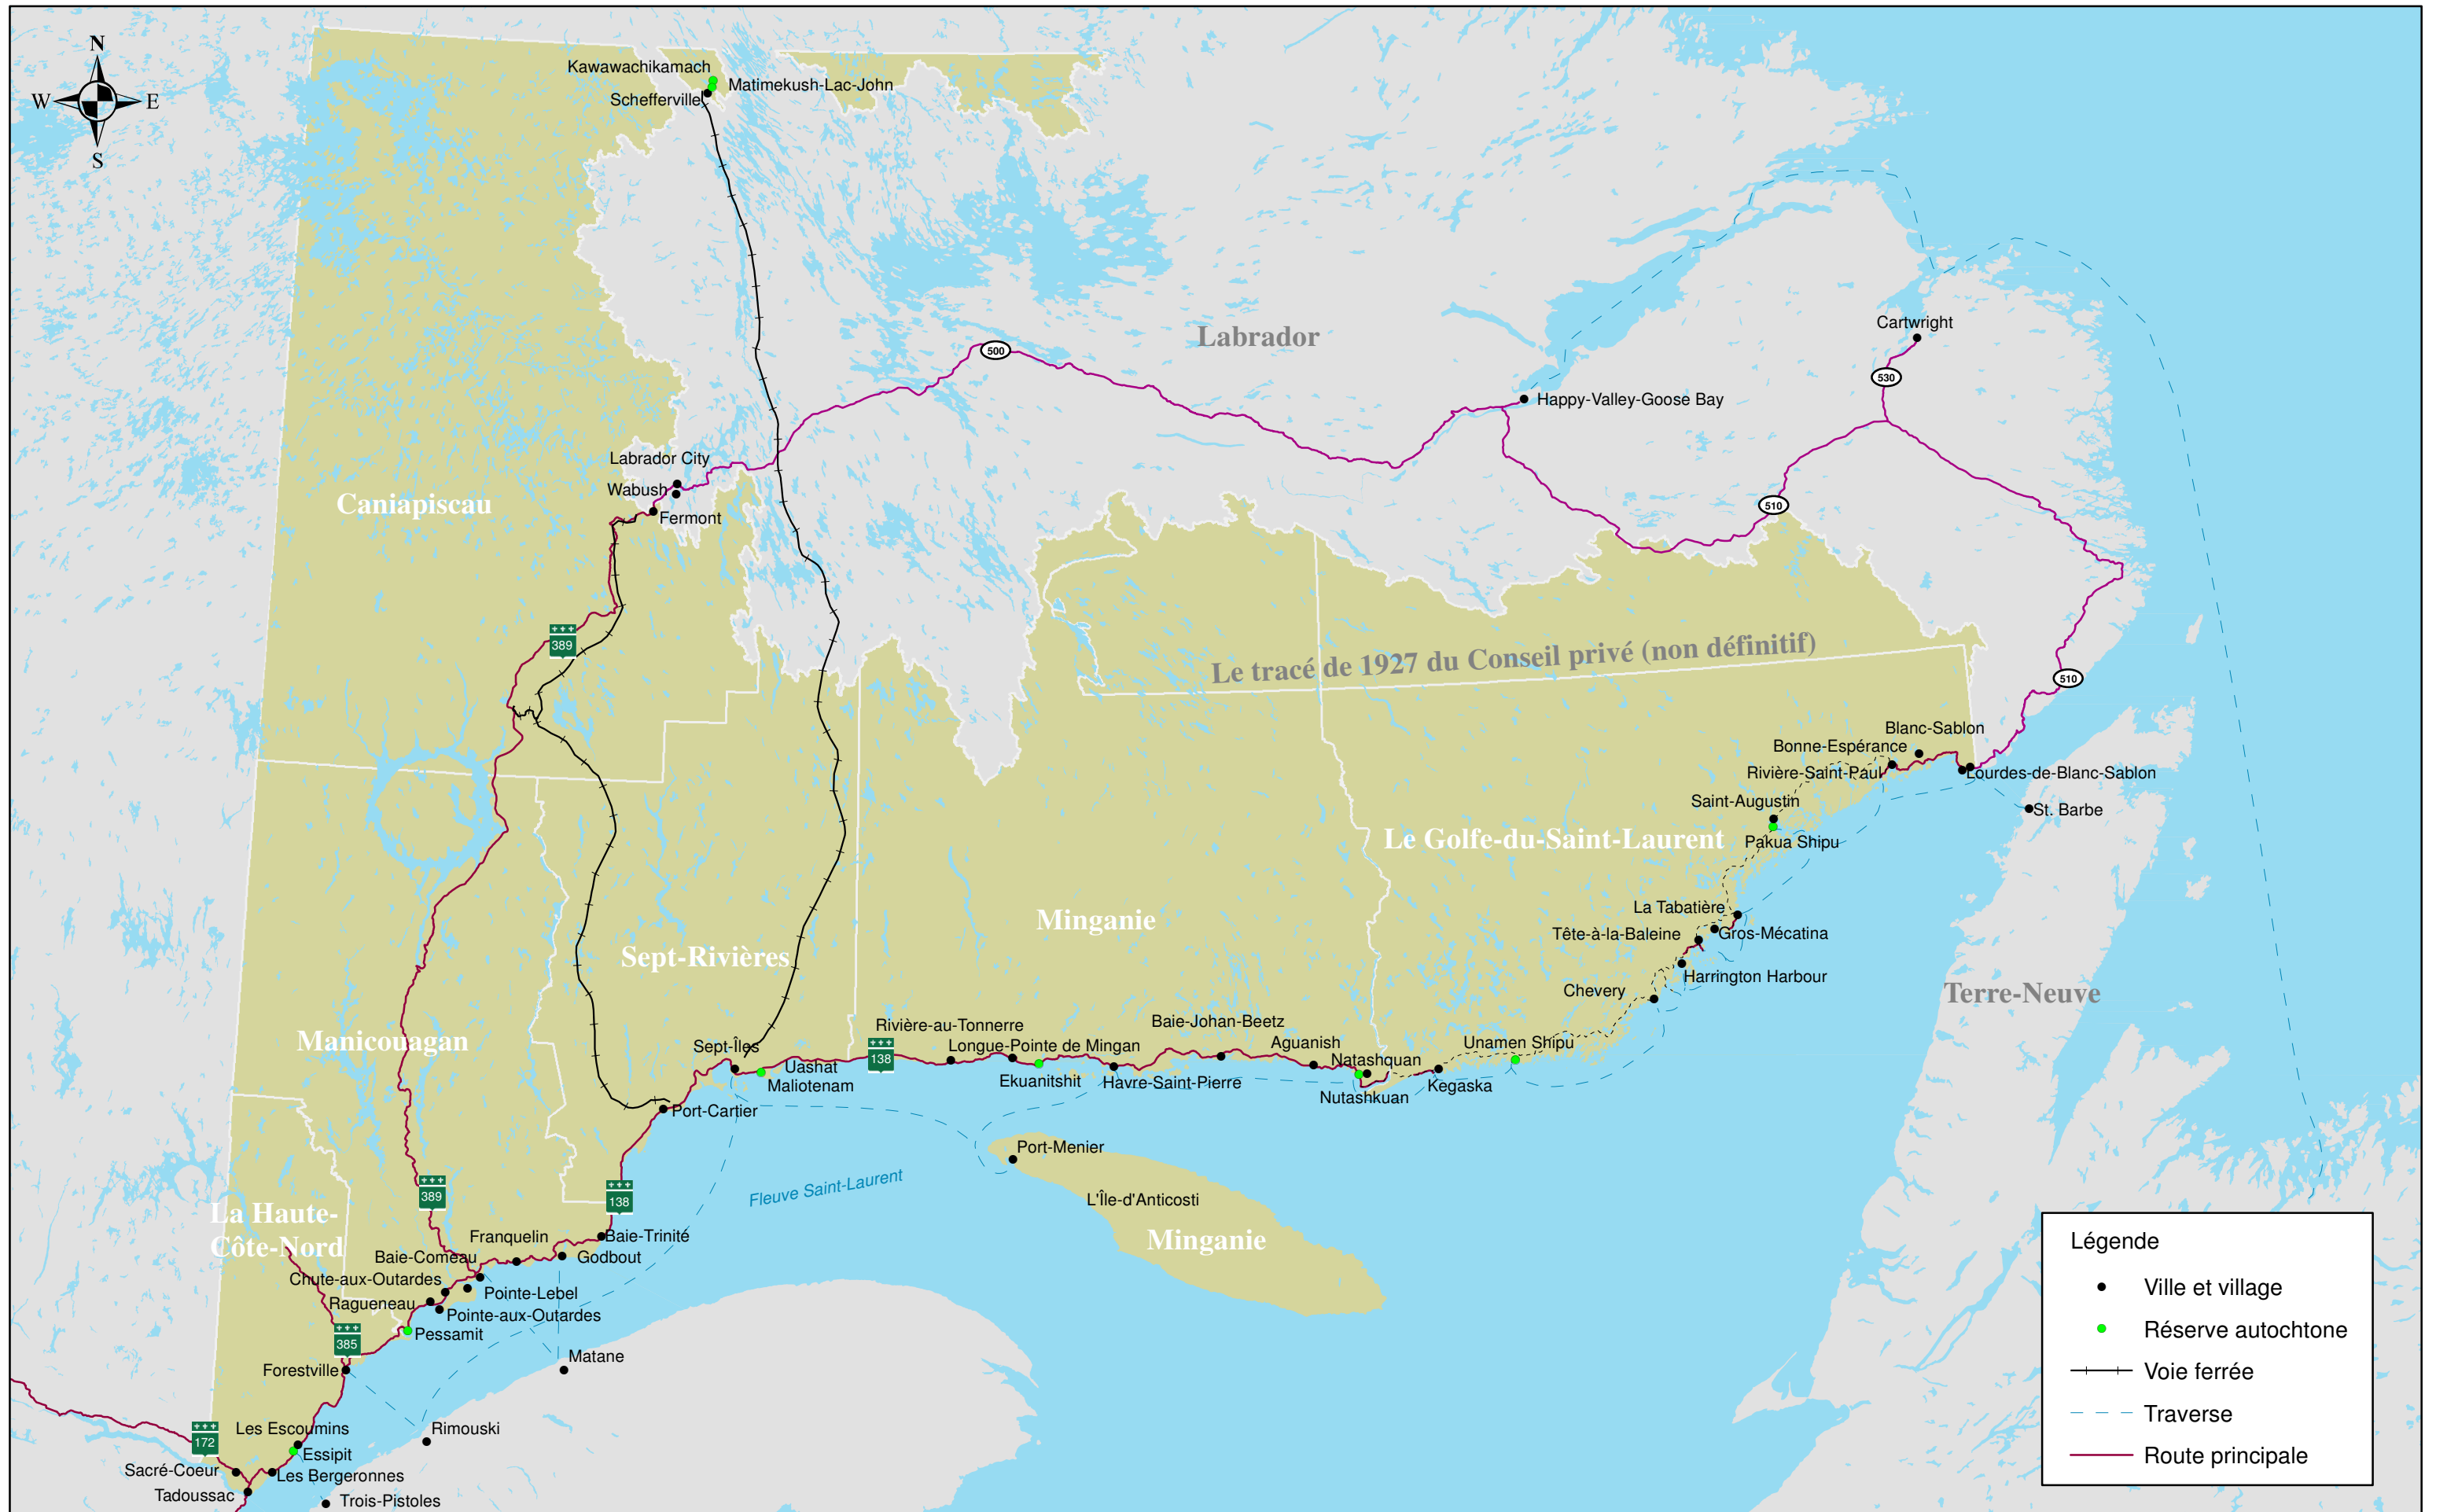 N
W
E
S
Kawawachikamach
Matimekush-Lac-John
Schefferville
Labrador
Cartwright
500
530
Happy-Valley-Goose Bay
Labrador City
Wabush
Fermont
Caniapiscau
510
389
Le tracé de 1927 du Conseil privé (non définitif)
510
Blanc-Sablon
Bonne-Espérance
Rivière-Saint-Paul
Lourdes-de-Blanc-Sablon
Saint-Augustin
St. Barbe
Le Golfe-du-Saint-Laurent
Pakua Shipu
La Tabatière
Minganie
Tête-à-la-Baleine
Gros-Mécatina
Sept-Rivières
Harrington Harbour
Chevery
Terre-Neuve
Manicouagan
Baie-Johan-Beetz
Rivière-au-Tonnerre
Sept-Îles
Longue-Pointe de Mingan
Aguanish
Unamen Shipu
138
Natashquan
Uashat
Maliotenam
Ekuanitshit
Havre-Saint-Pierre
Kegaska
Nutashkuan
Port-Cartier
Port-Menier
Fleuve Saint-Laurent
389
138
L'Île-d'Anticosti
La Haute-
Côte-Nord
Minganie
Franquelin
Baie-Trinité
Baie-Comeau
Godbout
Chute-aux-Outardes
Pointe-Lebel
Ragueneau
Pointe-aux-Outardes
Pessamit
385
Matane
Forestville
Les Escoumins
Rimouski
172
Essipit
Sacré-Coeur
Les Bergeronnes
Tadoussac
Trois-Pistoles
Légende
Ville et village
Réserve autochtone
Voie ferrée
Traverse
Route principale